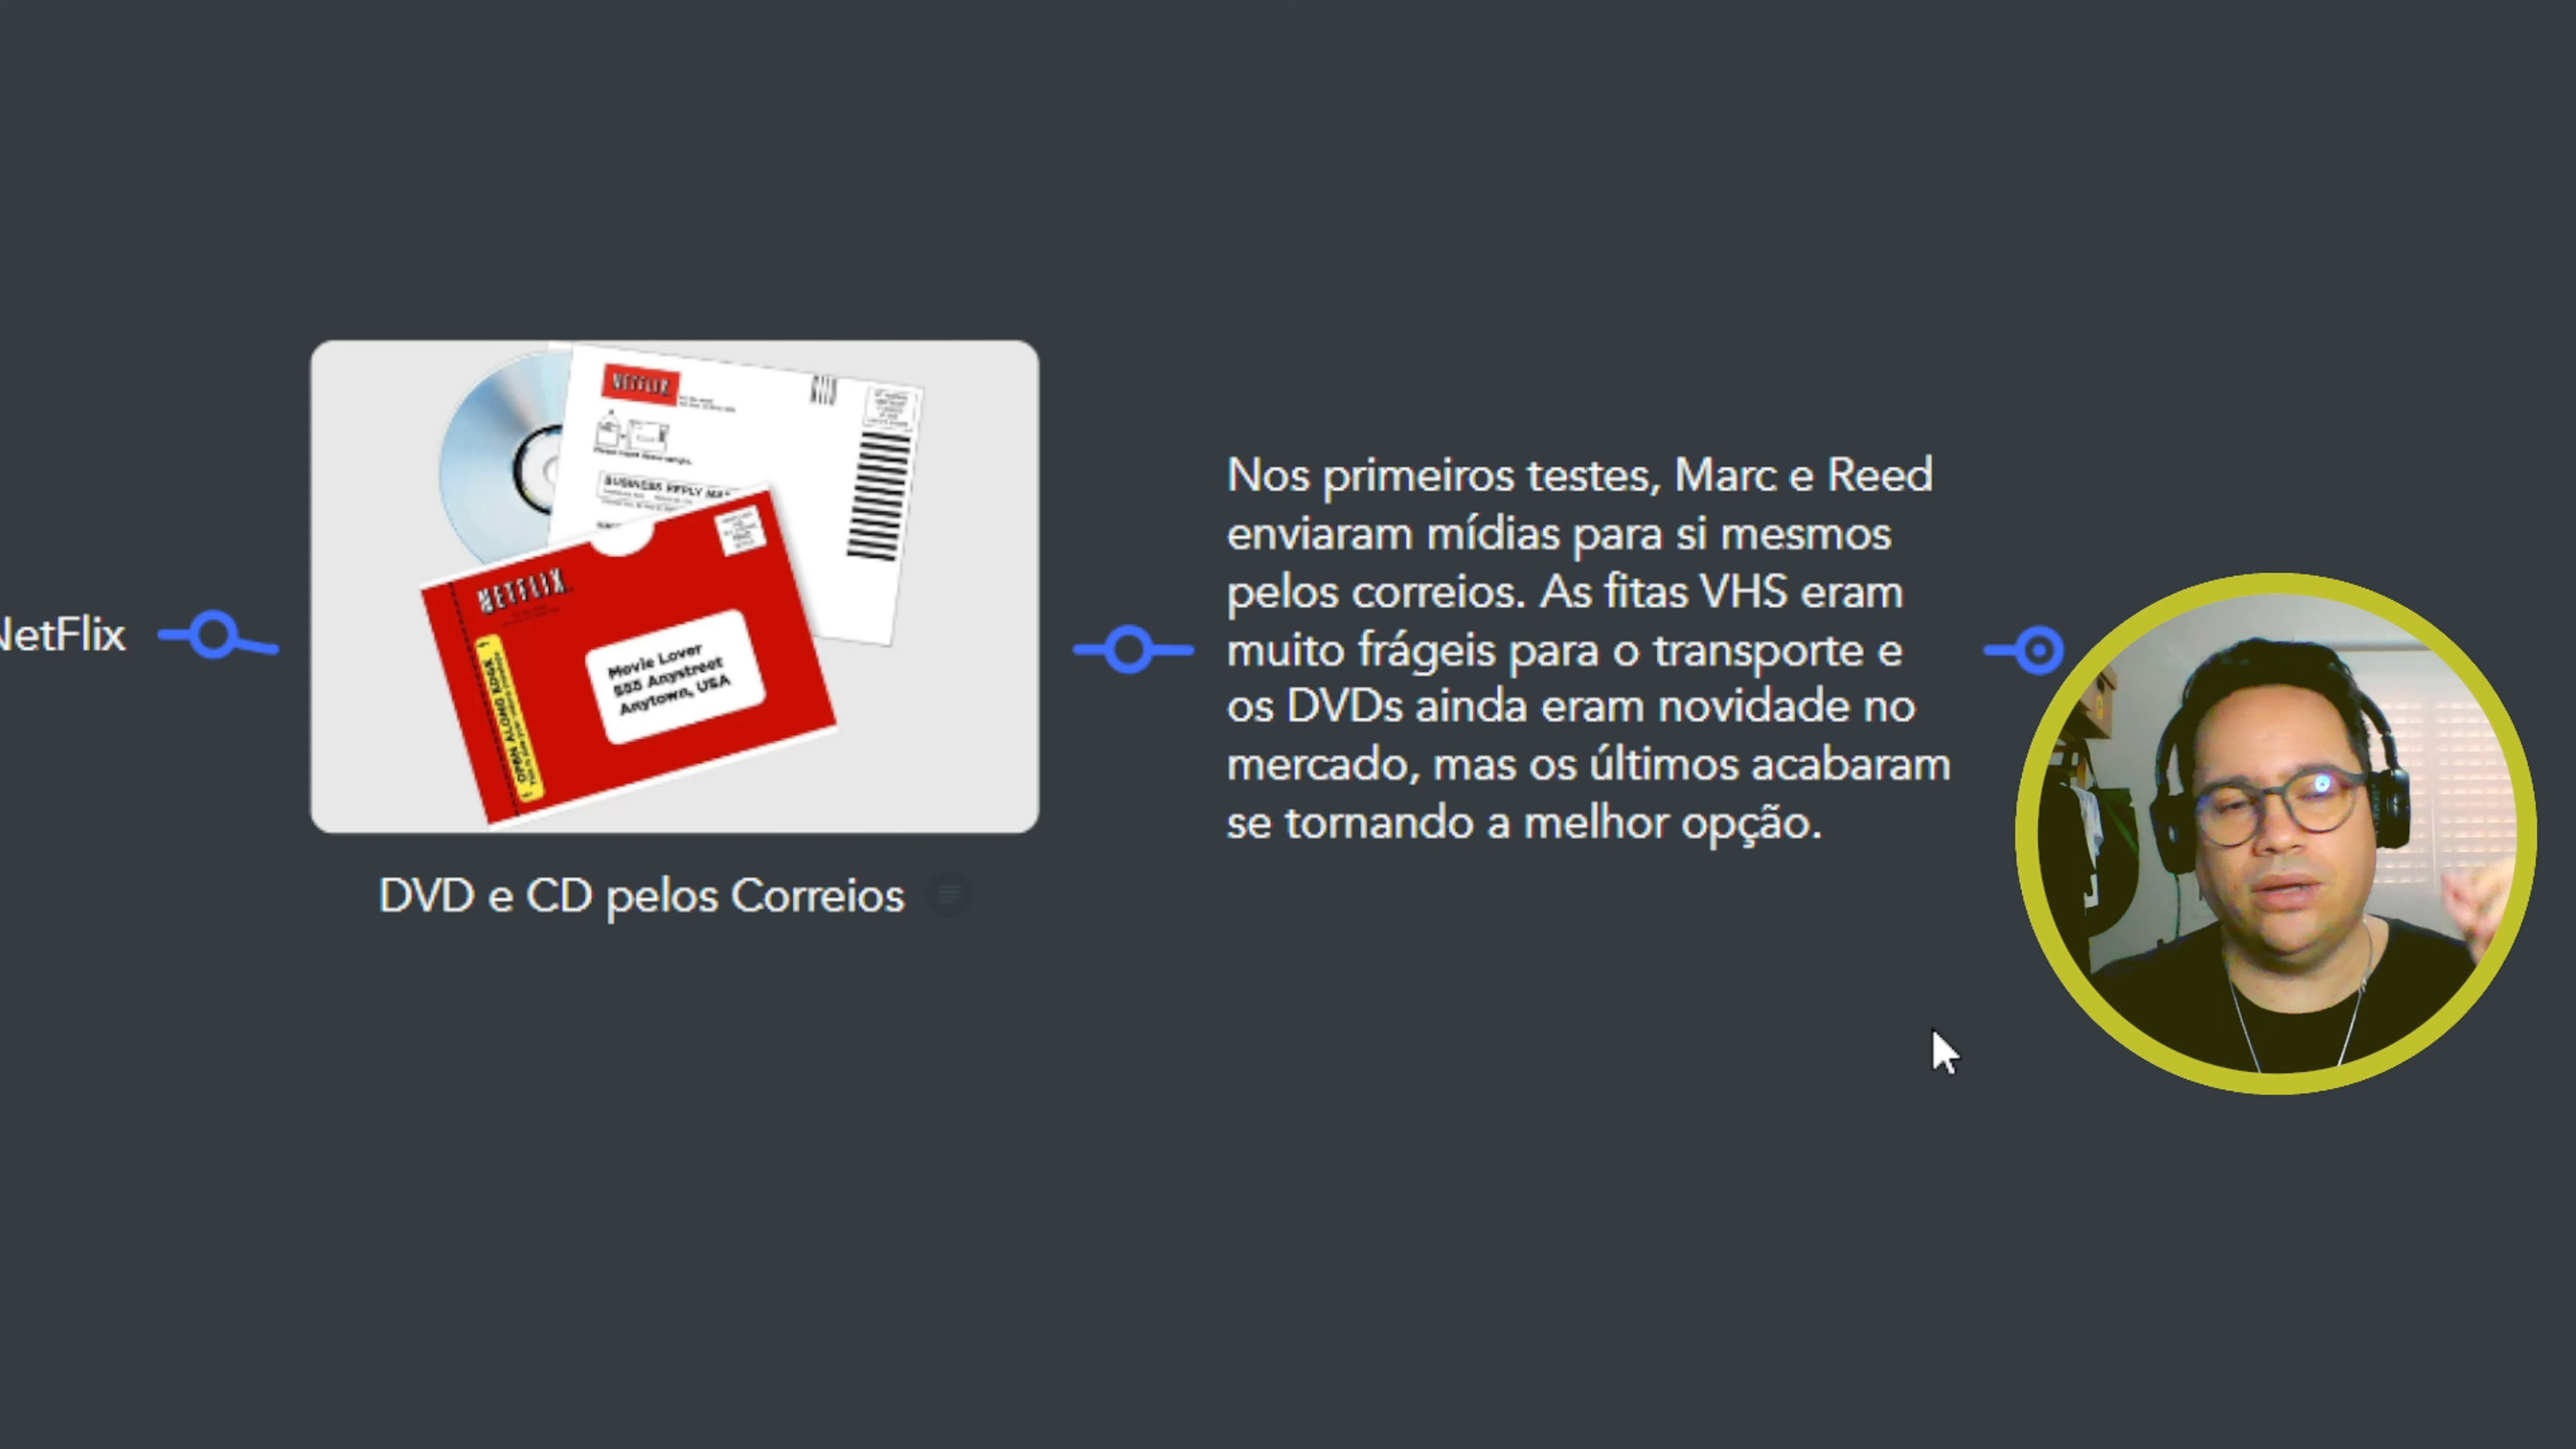 NetFlix
NETFLIX
BUSINESS REPLY MA
NETFLIX
OPEN ALONG EDGE
Movie Lover
555 Anystreet
Anytown, USA
DVD e CD pelos Correios
Nos primeiros testes, Marc e Reed
enviaram mídias para si mesmos
pelos correios. As fitas VHS eram
muito frágeis para o transporte e
os DVDs ainda eram novidade no
mercado, mas os últimos acabaram
se tornando a melhor opção.